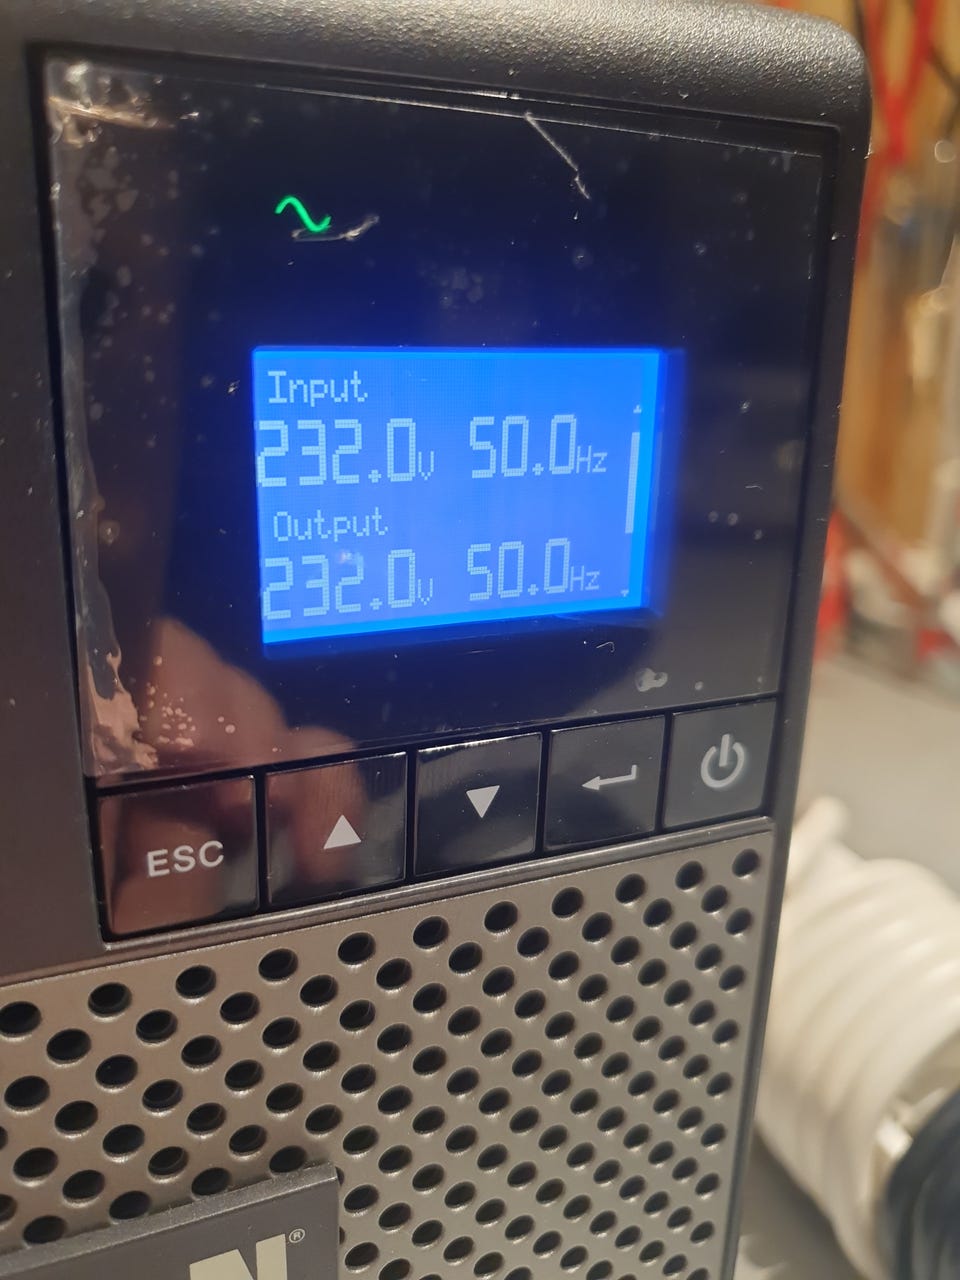 Input
232.0V 50.0Hz
Output
232.0V 50.0Hz
ESC
N®